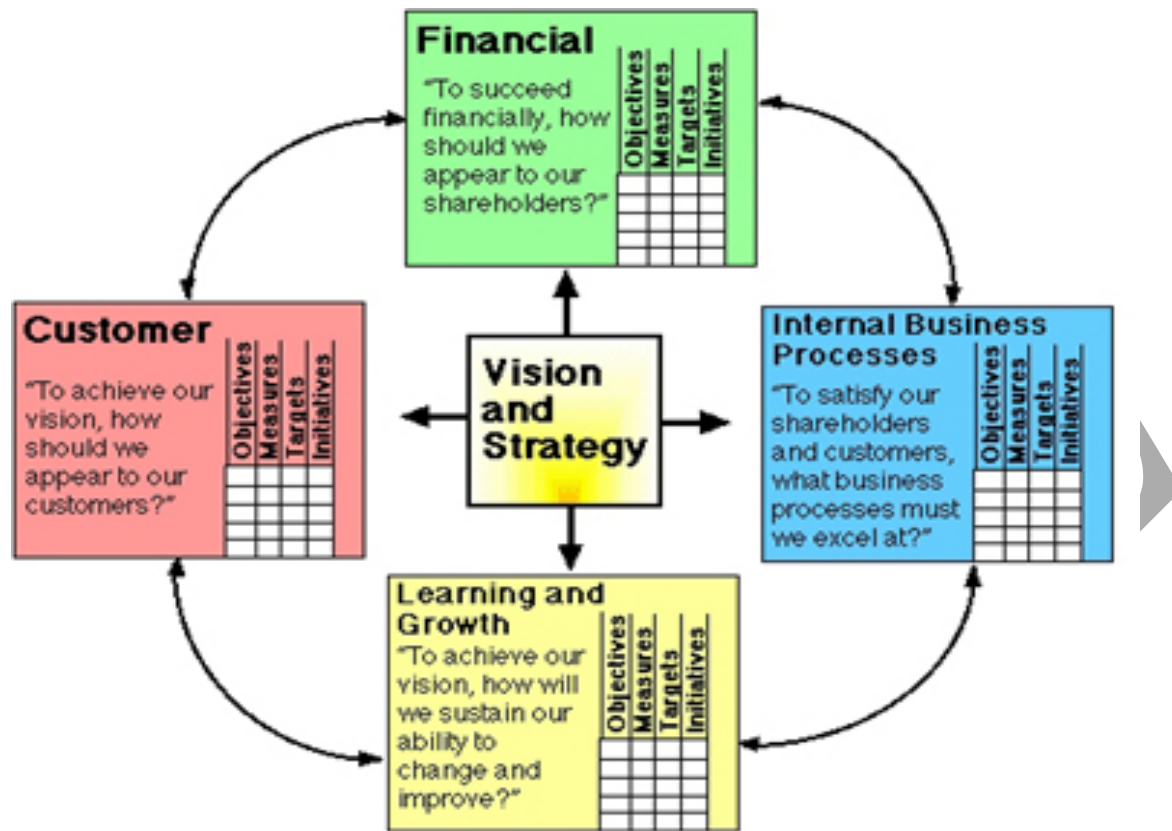 Financial
"To succeed
financially, how
should we
appear to our
shareholders?"
Objectives
Measures
Targets
Initiatives
Customer
"To achieve our
vision, how
should we
appear to our
customers?"
Objectives
Measures
Targets
Initiatives
Vision
and
Strategy
Internal Business
Processes
"To satisfy our
shareholders
and customers,
what business
processes must
we excel at?"
Objectives
Measures
Targets
Initiatives
Learning and
Growth
"To achieve our
vision, how will
we sustain our
ability to
change and
improve?"
Objectives
Measures
Targets
Initiatives